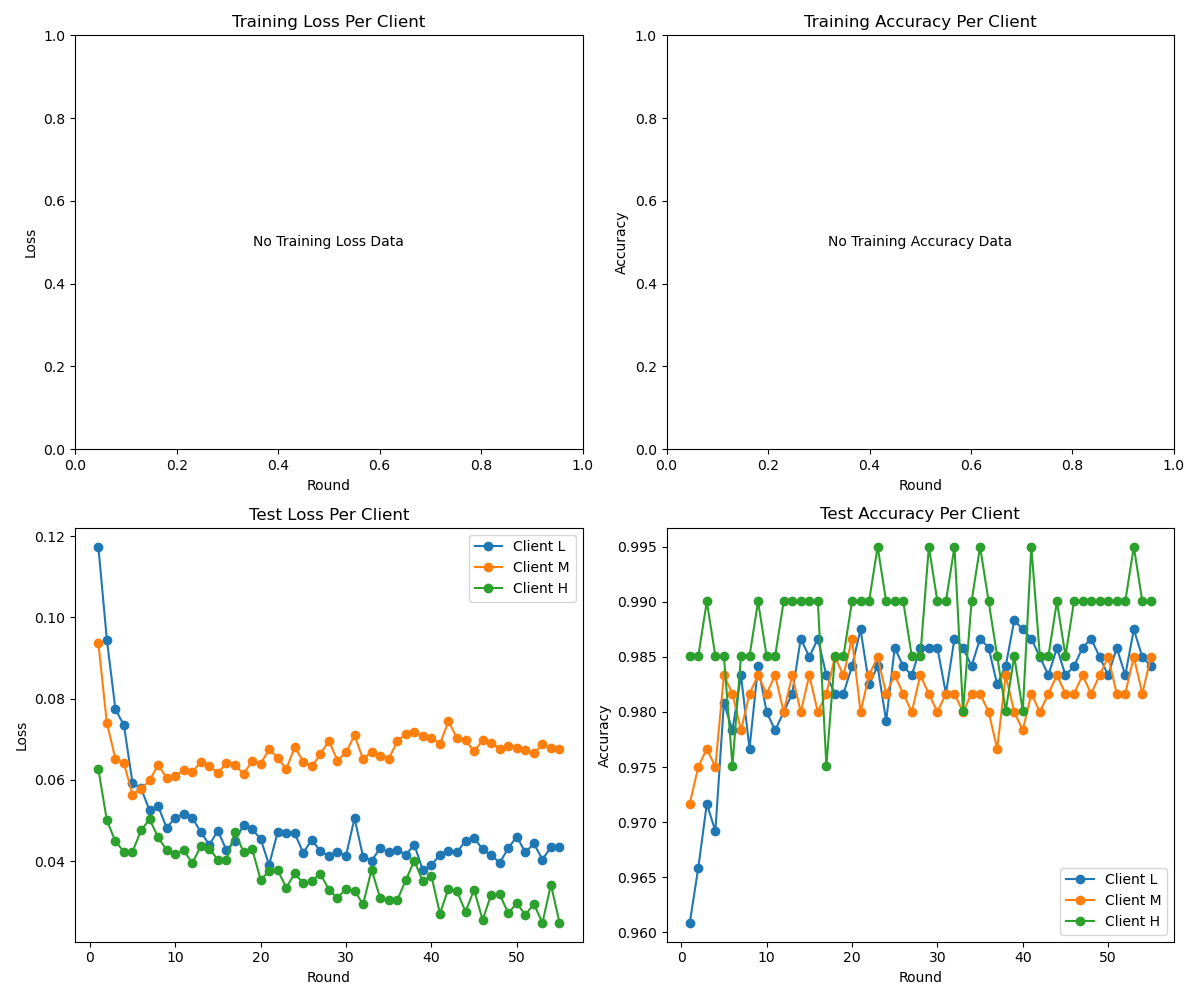 Training Loss Per Client
1.0
0.8
0.6
0.4
0.2
0.0
Loss
No Training Loss Data
0.0 0.2 0.4 0.6 0.8 1.0
Round
Training Accuracy Per Client
1.0
0.8
0.6
0.4
0.2
0.0
Accuracy
No Training Accuracy Data
0.0 0.2 0.4 0.6 0.8 1.0
Round
Test Loss Per Client
0.12
0.10
0.08
0.06
0.04
Loss
Client L
Client M
Client H
0 10 20 30 40 50
Round
Test Accuracy Per Client
0.995
0.990
0.985
0.980
0.975
0.970
0.965
0.960
Accuracy
Client L
Client M
Client H
0 10 20 30 40 50
Round